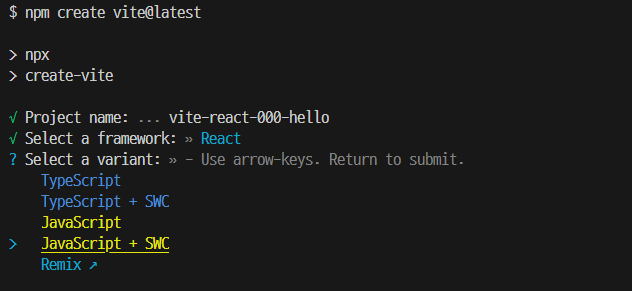 $ npm create vite@latest
> npx
> create-vite
√ Project name: ... vite-react-000-hello
√ Select a framework: » React
? Select a variant: » - Use arrow-keys. Return to submit.
TypeScript
TypeScript + SWC
JavaScript
> JavaScript + SWC
Remix ↗